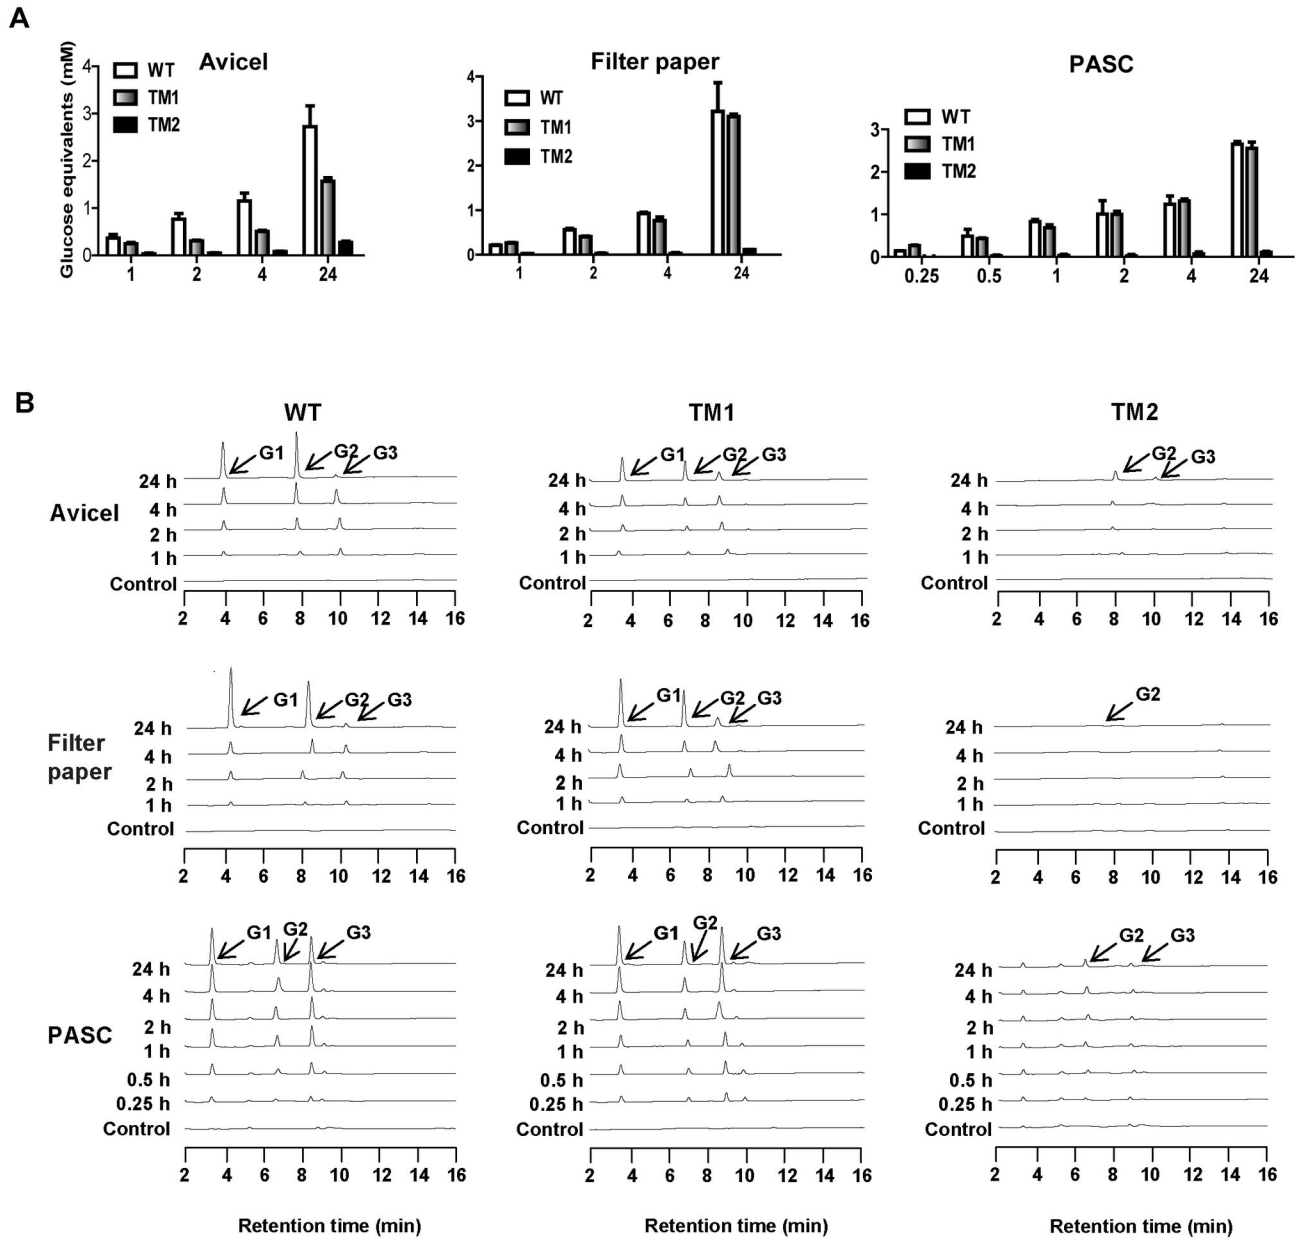 A
Avicel
Filter paper
PASC
Glucose equivalents (mM)
4
3
2
1
0
WT
TM1
TM2
1 2 4 24
4
3
2
1
0
WT
TM1
TM2
1 2 4 24
3
2
1
0
WT
TM1
TM2
0.25 0.5 1 2 4 24
B
WT TM1 TM2
Avicel
G1 G2 G3
24 h
4 h
2 h
1 h
Control
2 4 6 8 10 12 14 16
G1 G2 G3
24 h
4 h
2 h
1 h
Control
2 4 6 8 10 12 14 16
G2 G3
24 h
4 h
2 h
1 h
Control
2 4 6 8 10 12 14 16
Filter
paper
G1 G2 G3
24 h
4 h
2 h
1 h
Control
2 4 6 8 10 12 14 16
G1 G2 G3
24 h
4 h
2 h
1 h
Control
2 4 6 8 10 12 14 16
G2
24 h
4 h
2 h
1 h
Control
2 4 6 8 10 12 14 16
PASC
G1 G2 G3
24 h
4 h
2 h
1 h
0.5 h
0.25 h
Control
2 4 6 8 10 12 14 16
G1 G2 G3
24 h
4 h
2 h
1 h
0.5 h
0.25 h
Control
2 4 6 8 10 12 14 16
G2 G3
24 h
4 h
2 h
1 h
0.5 h
0.25 h
Control
2 4 6 8 10 12 14 16
Retention time (min) Retention time (min) Retention time (min)